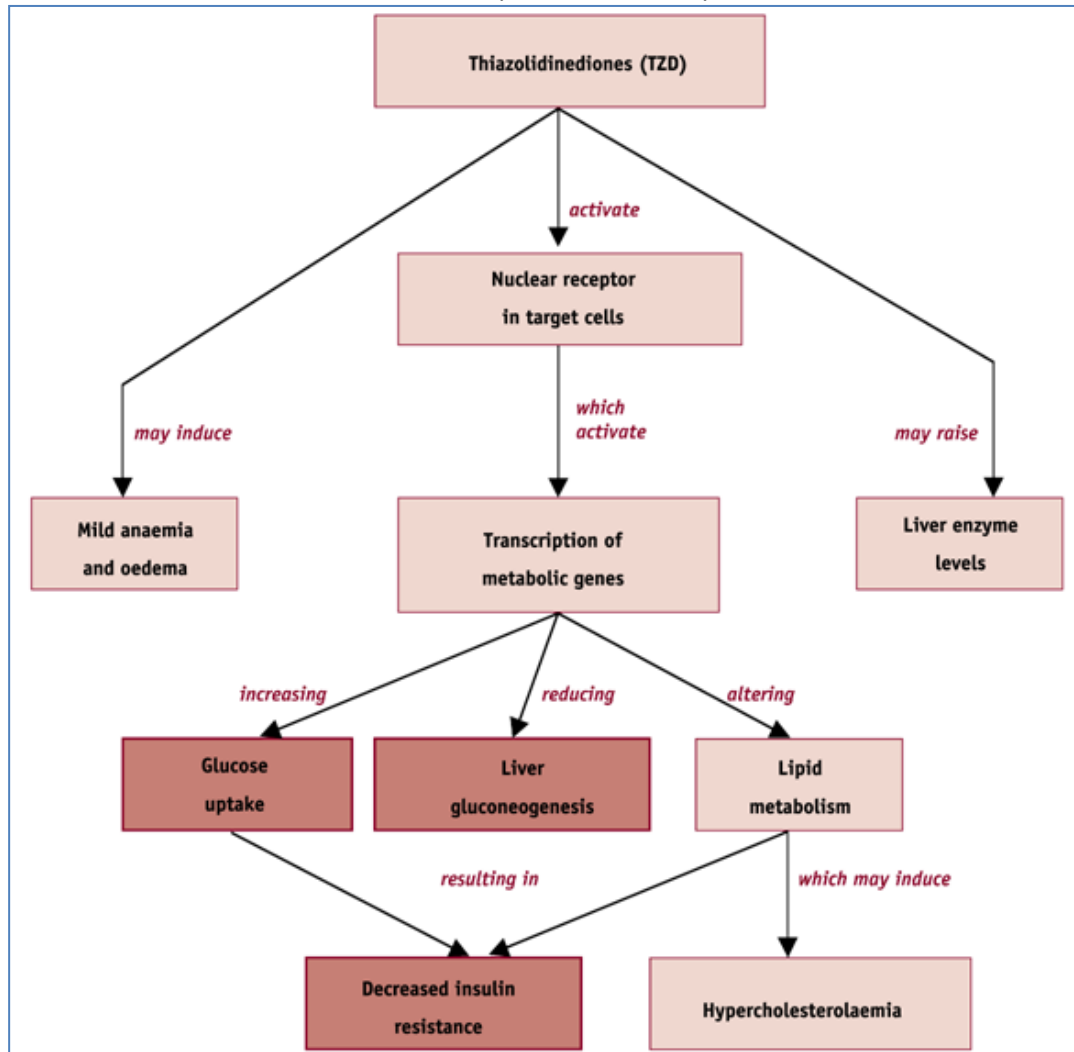 Thiazolidinediones (TZD)
activate
Nuclear receptor
in target cells
may induce
which
activate
may raise
Mild anaemia
and oedema
Transcription of
metabolic genes
Liver enzyme
levels
increasing
reducing
altering
Glucose
uptake
Liver
gluconeogenesis
Lipid
metabolism
resulting in
which may induce
Decreased insulin
resistance
Hypercholesterolaemia